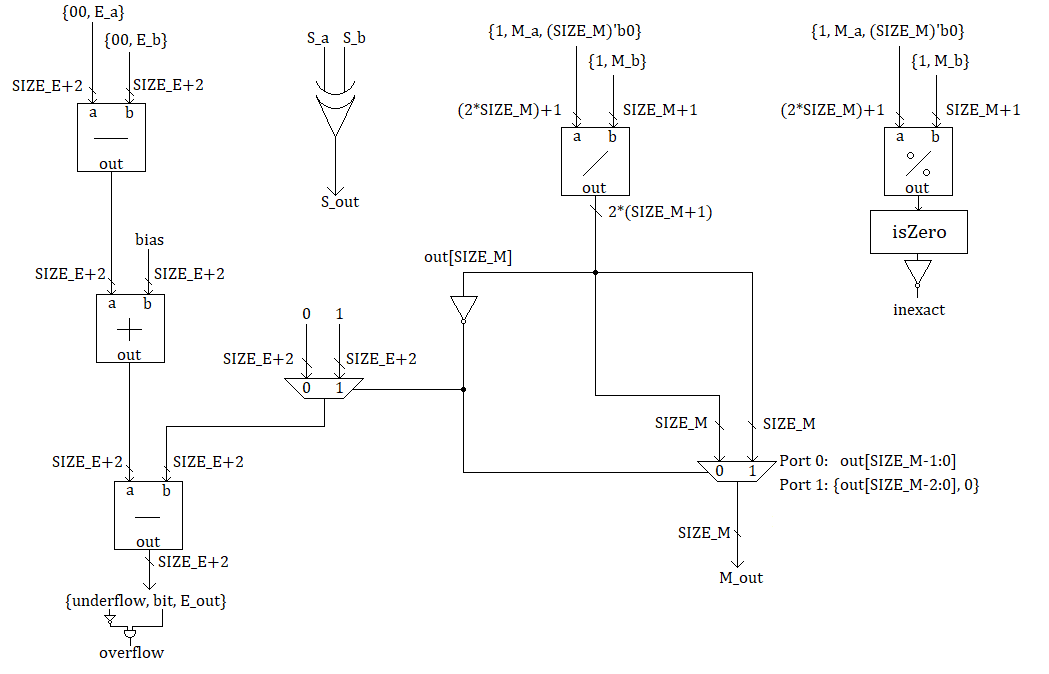 {00, E_a}
{00, E_b}
SIZE_E+2
SIZE_E+2
a
b
out
bias
SIZE_E+2
SIZE_E+2
a
b
out
SIZE_E+2
SIZE_E+2
a
b
out
SIZE_E+2
{underflow, bit, E_out}
overflow
S_a
S_b
S_out
0
1
SIZE_E+2
SIZE_E+2
0
1
{1, M_a, (SIZE_M)'b0}
{1, M_b}
(2*SIZE_M)+1
SIZE_M+1
a
b
out
2*(SIZE_M+1)
out[SIZE_M]
SIZE_M
SIZE_M
0
1
Port 0: out[SIZE_M-1:0]
Port 1: {out[SIZE_M-2:0], 0}
SIZE_M
M_out
{1, M_a, (SIZE_M)'b0}
{1, M_b}
(2*SIZE_M)+1
SIZE_M+1
a
b
out
isZero
inexact